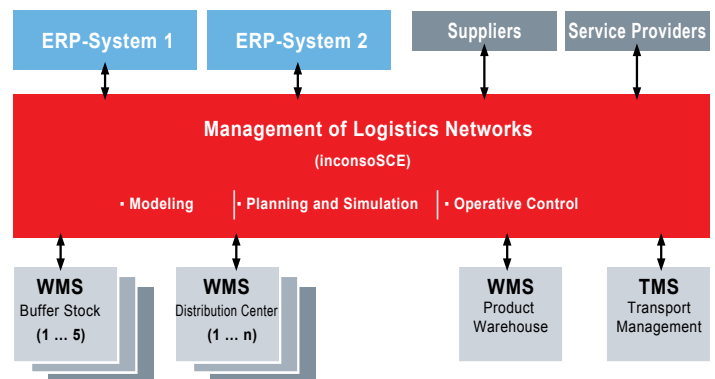 ERP-System 1
ERP-System 2
Suppliers
Service Providers
Management of Logistics Networks
(inconsoSCE)
▪ Modeling
▪ Planning and Simulation
▪ Operative Control
WMS
Buffer Stock
(1 ... 5)
WMS
Distribution Center
(1 ... n)
WMS
Product
Warehouse
TMS
Transport
Management